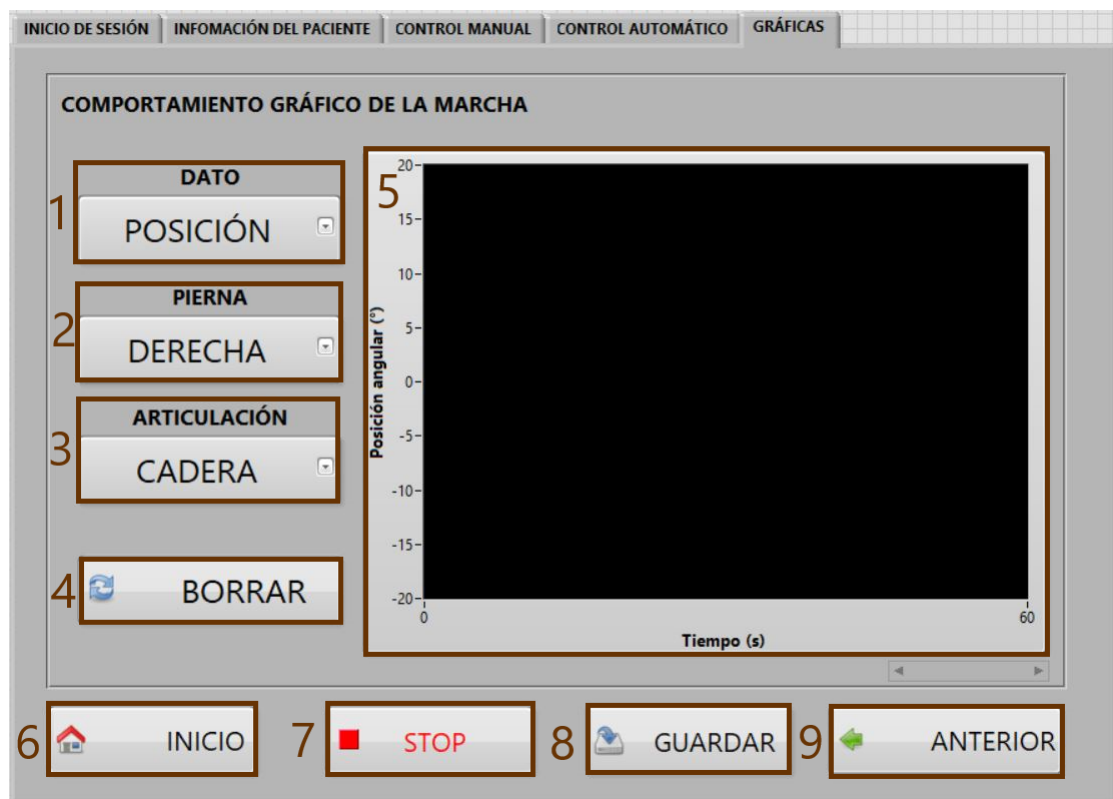 INICIO DE SESIÓN INFOMACIÓN DEL PACIENTE CONTROL MANUAL CONTROL AUTOMÁTICO GRÁFICAS
COMPORTAMIENTO GRÁFICO DE LA MARCHA
1
DATO
POSICIÓN
2
PIERNA
DERECHA
3
ARTICULACIÓN
CADERA
4
BORRAR
5
Posición angular (°)
20
15
10
5
0
-5
-10
-15
-20
0 60
Tiempo (s)
6 INICIO
7 STOP
8 GUARDAR
9 ANTERIOR